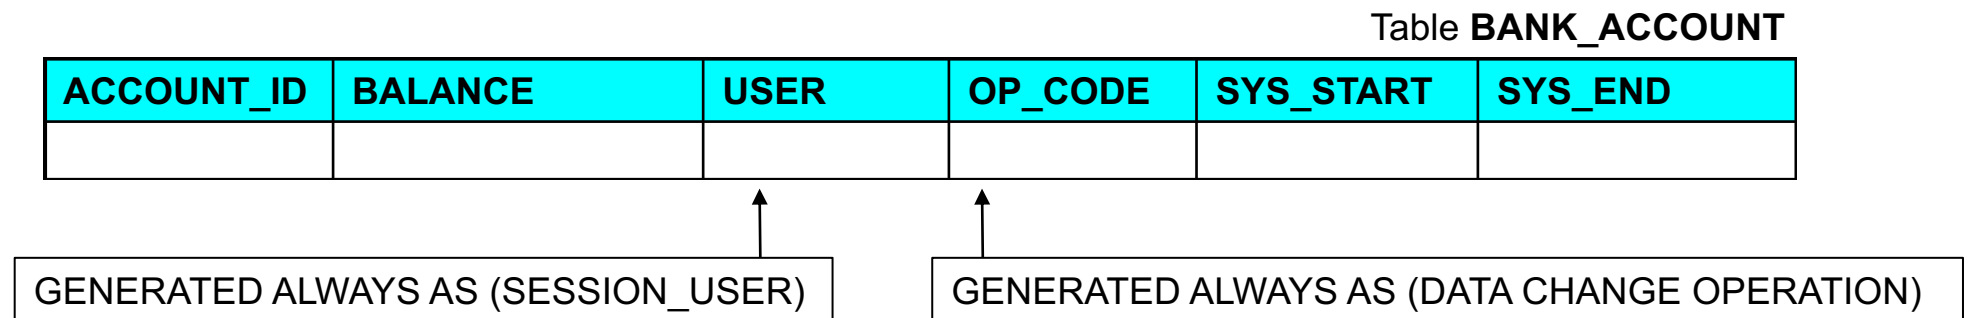 Table BANK_ACCOUNT
ACCOUNT_ID BALANCE USER OP_CODE SYS_START SYS_END
GENERATED ALWAYS AS (SESSION_USER) GENERATED ALWAYS AS (DATA CHANGE OPERATION)